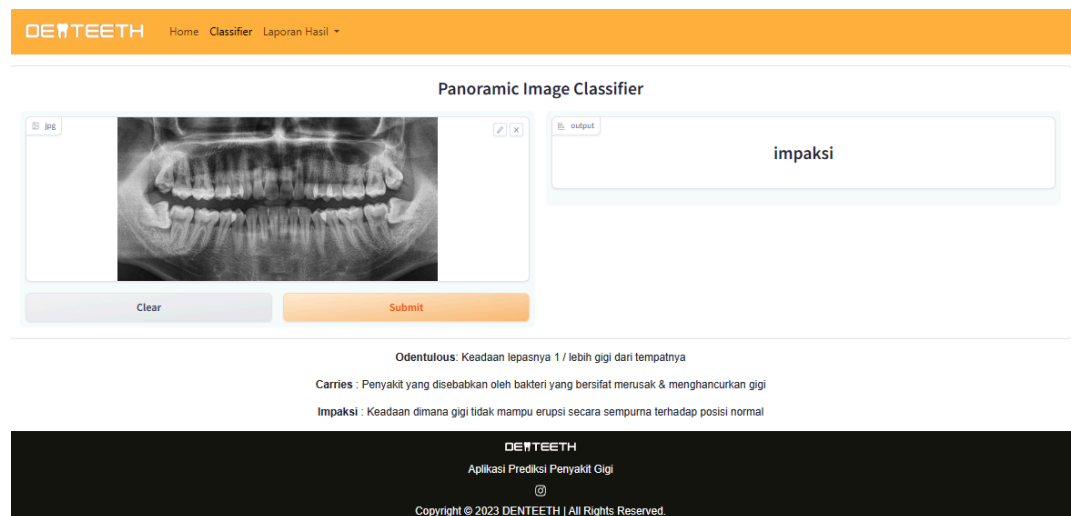 DENTEETH Home Classifier Laporan Hasil
Panoramic Image Classifier
jpg
output
impaksi
Clear Submit
Odentulous: Keadaan lepasnya 1 / lebih gigi dari tempatnya
Carries : Penyakit yang disebabkan oleh bakteri yang bersifat merusak & menghancurkan gigi
Impaksi : Keadaan dimana gigi tidak mampu erupsi secara sempurna terhadap posisi normal
DENTEETH
Aplikasi Prediksi Penyakit Gigi
Copyright © 2023 DENTEETH | All Rights Reserved.